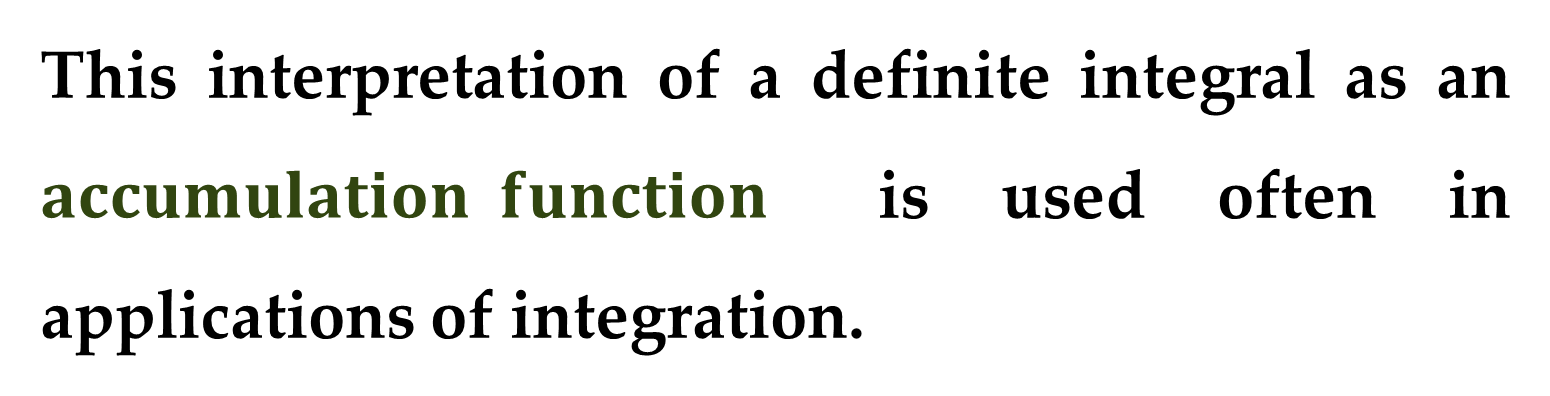 This interpretation of a definite integral as an
accumulation function is used often in
applications of integration.